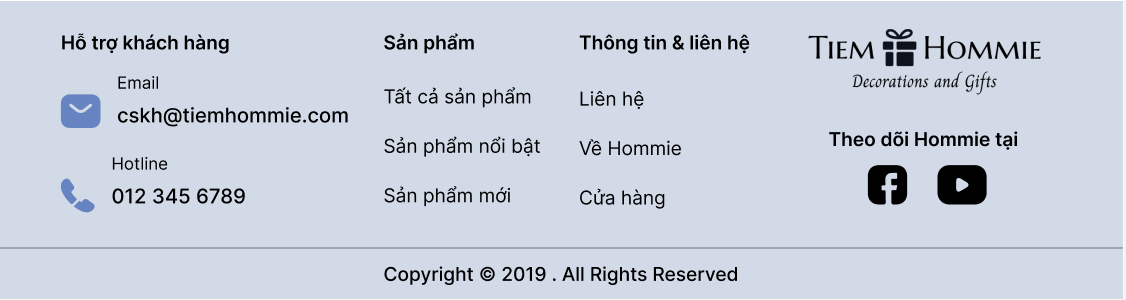 Hỗ trợ khách hàng
Email
cskh@tiemhommie.com
Hotline
012 345 6789
Sản phẩm
Tất cả sản phẩm
Sản phẩm nổi bật
Sản phẩm mới
Thông tin & liên hệ
Liên hệ
Về Hommie
Cửa hàng
TIEM HOMMIE
Decorations and Gifts
Theo dõi Hommie tại
Copyright © 2019 . All Rights Reserved